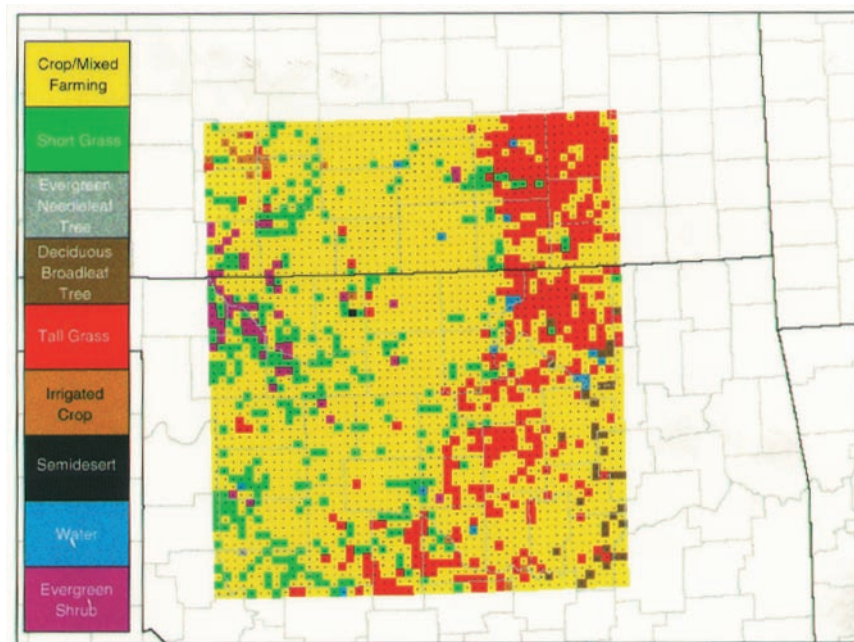 Crop/Mixed
Farming
Short Grass
Evergreen
Needleleaf
Tree
Deciduous
Broadleaf
Tree
Tall Grass
Irrigated
Crop
Semidesert
Water
Evergreen
Shrub